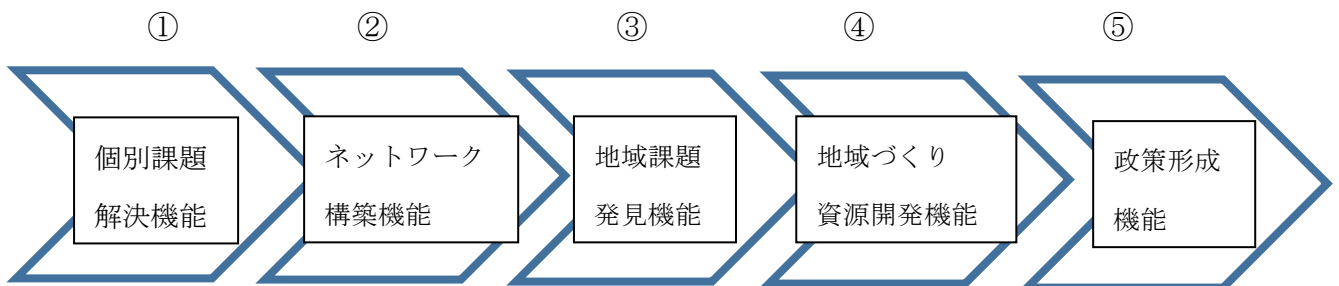 ① ② ③ ④ ⑤
個別課題
解決機能
ネットワーク
構築機能
地域課題
発見機能
地域づくり
資源開発機能
政策形成
機能